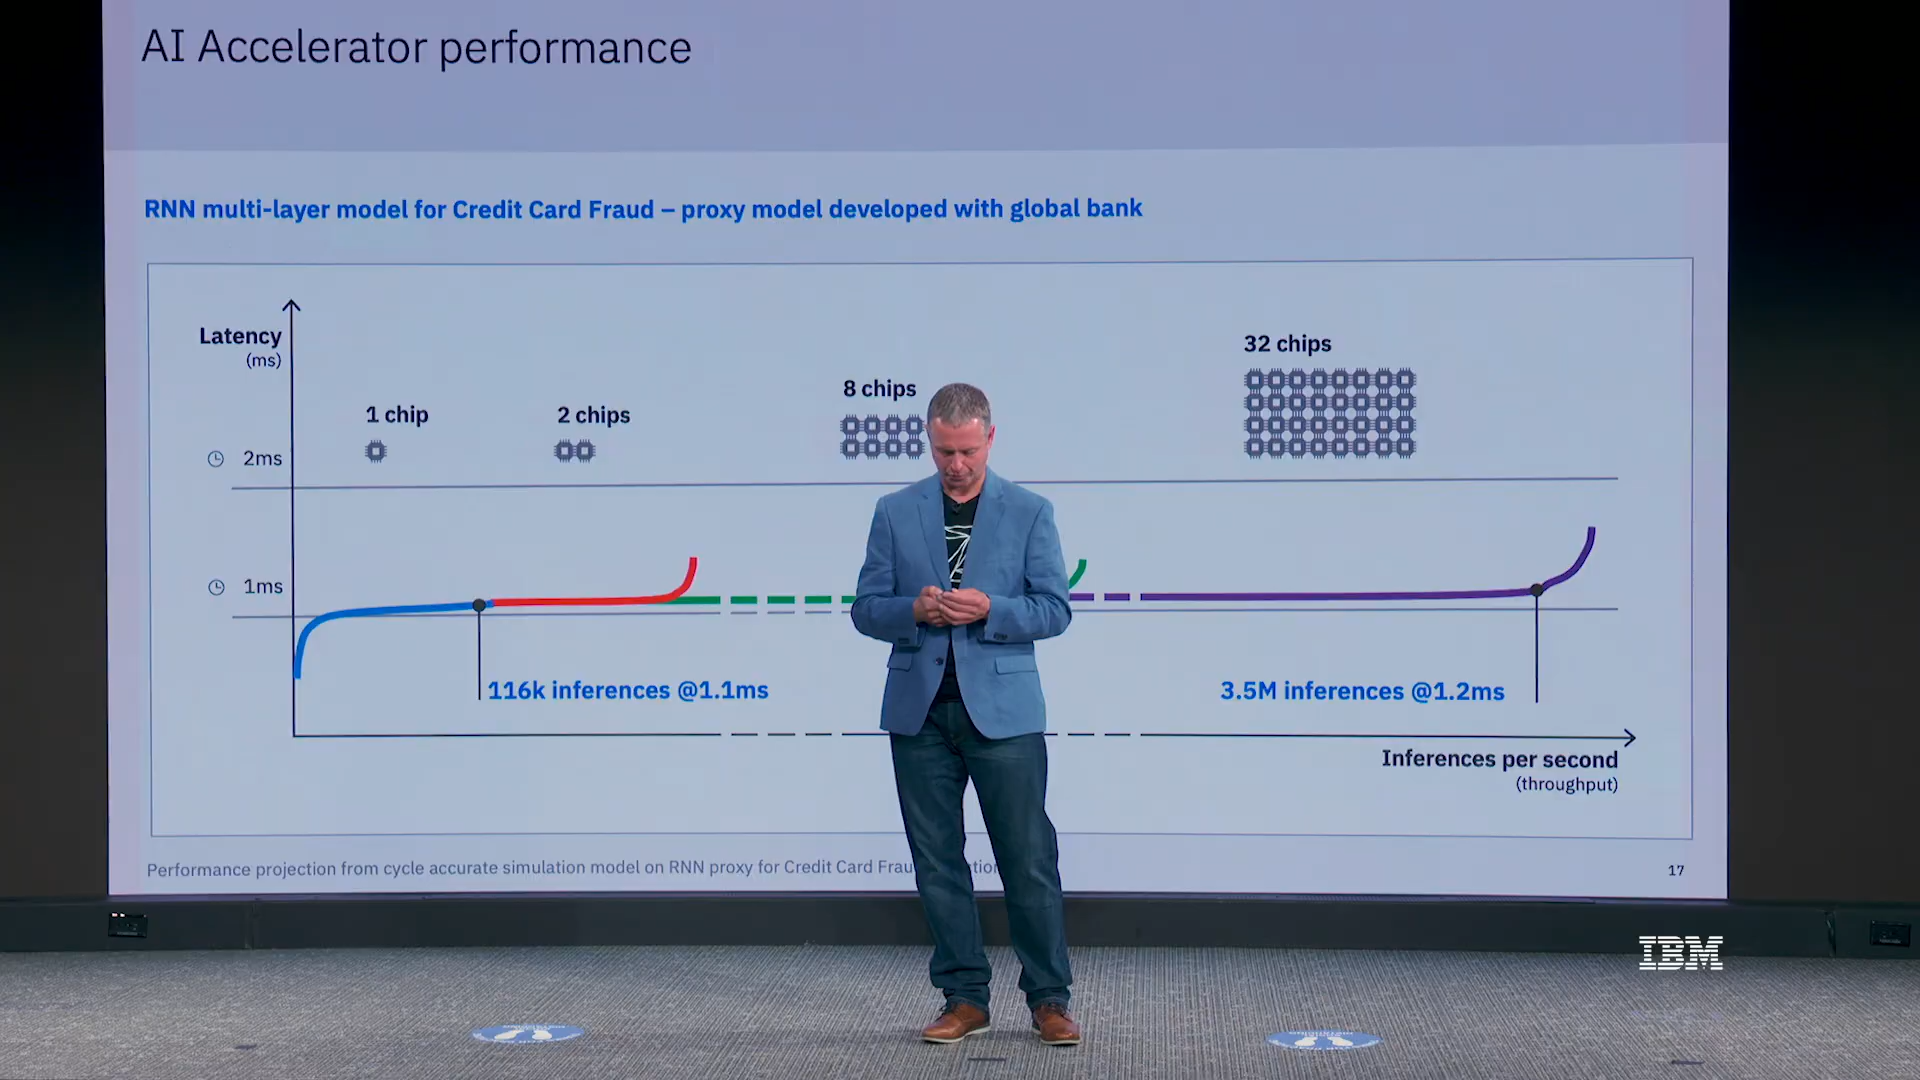 AI Accelerator performance
RNN multi-layer model for Credit Card Fraud – proxy model developed with global bank
Latency
(ms)
1 chip
2 chips
8 chips
32 chips
2ms
1ms
116k inferences @1.1ms
3.5M inferences @1.2ms
Inferences per second
(throughput)
Performance projection from cycle accurate simulation model on RNN proxy for Credit Card
17
IBM